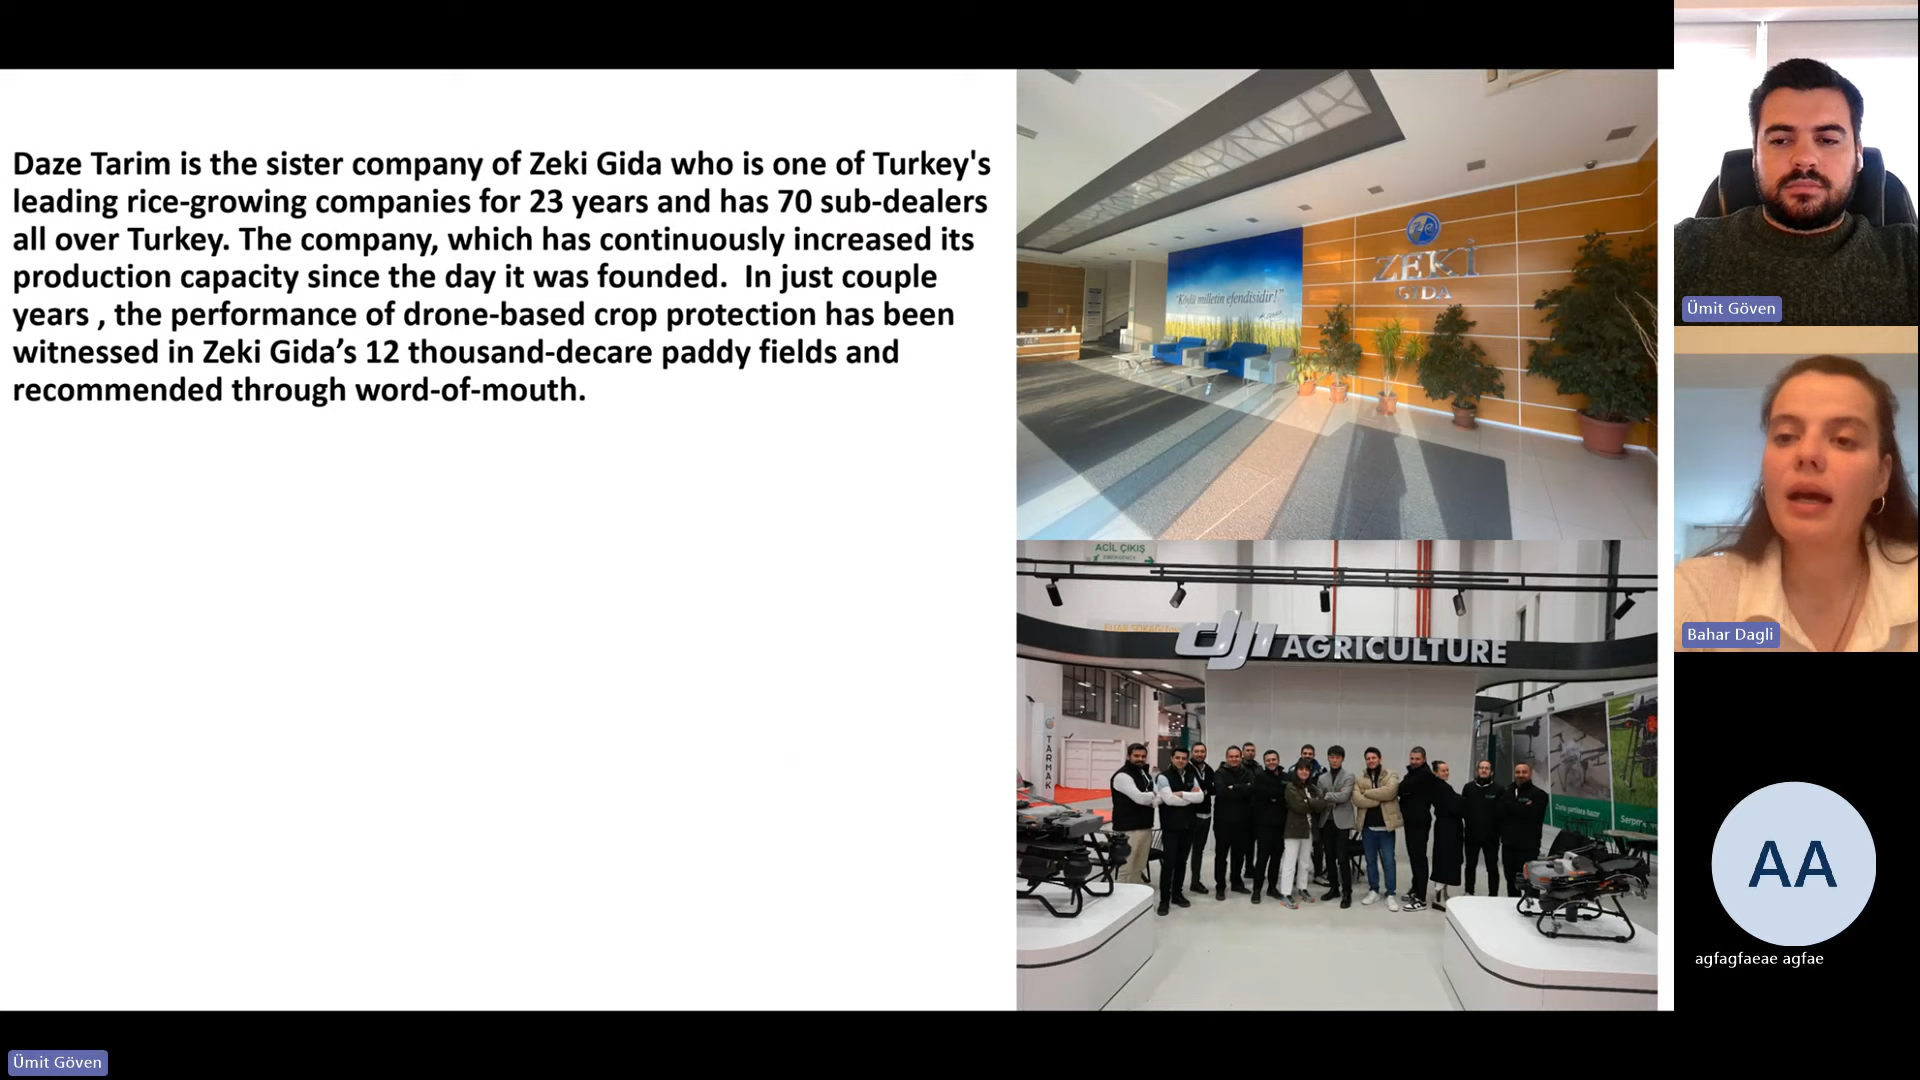 Daze Tarim is the sister company of Zeki Gida who is one of Turkey's
leading rice-growing companies for 23 years and has 70 sub-dealers
all over Turkey. The company, which has continuously increased its
production capacity since the day it was founded.  In just couple
years , the performance of drone-based crop protection has been
witnessed in Zeki Gida’s 12 thousand-decare paddy fields and
recommended through word-of-mouth.
"Köylü milletin efendisidir!"
ZEKİ
GIDA
ACİL ÇIKIŞ
EMERGENCY
dji AGRICULTURE
TARMAK
Ümit Göven
Bahar Dagli
AA
agfagfaeae agfae
Ümit Göven